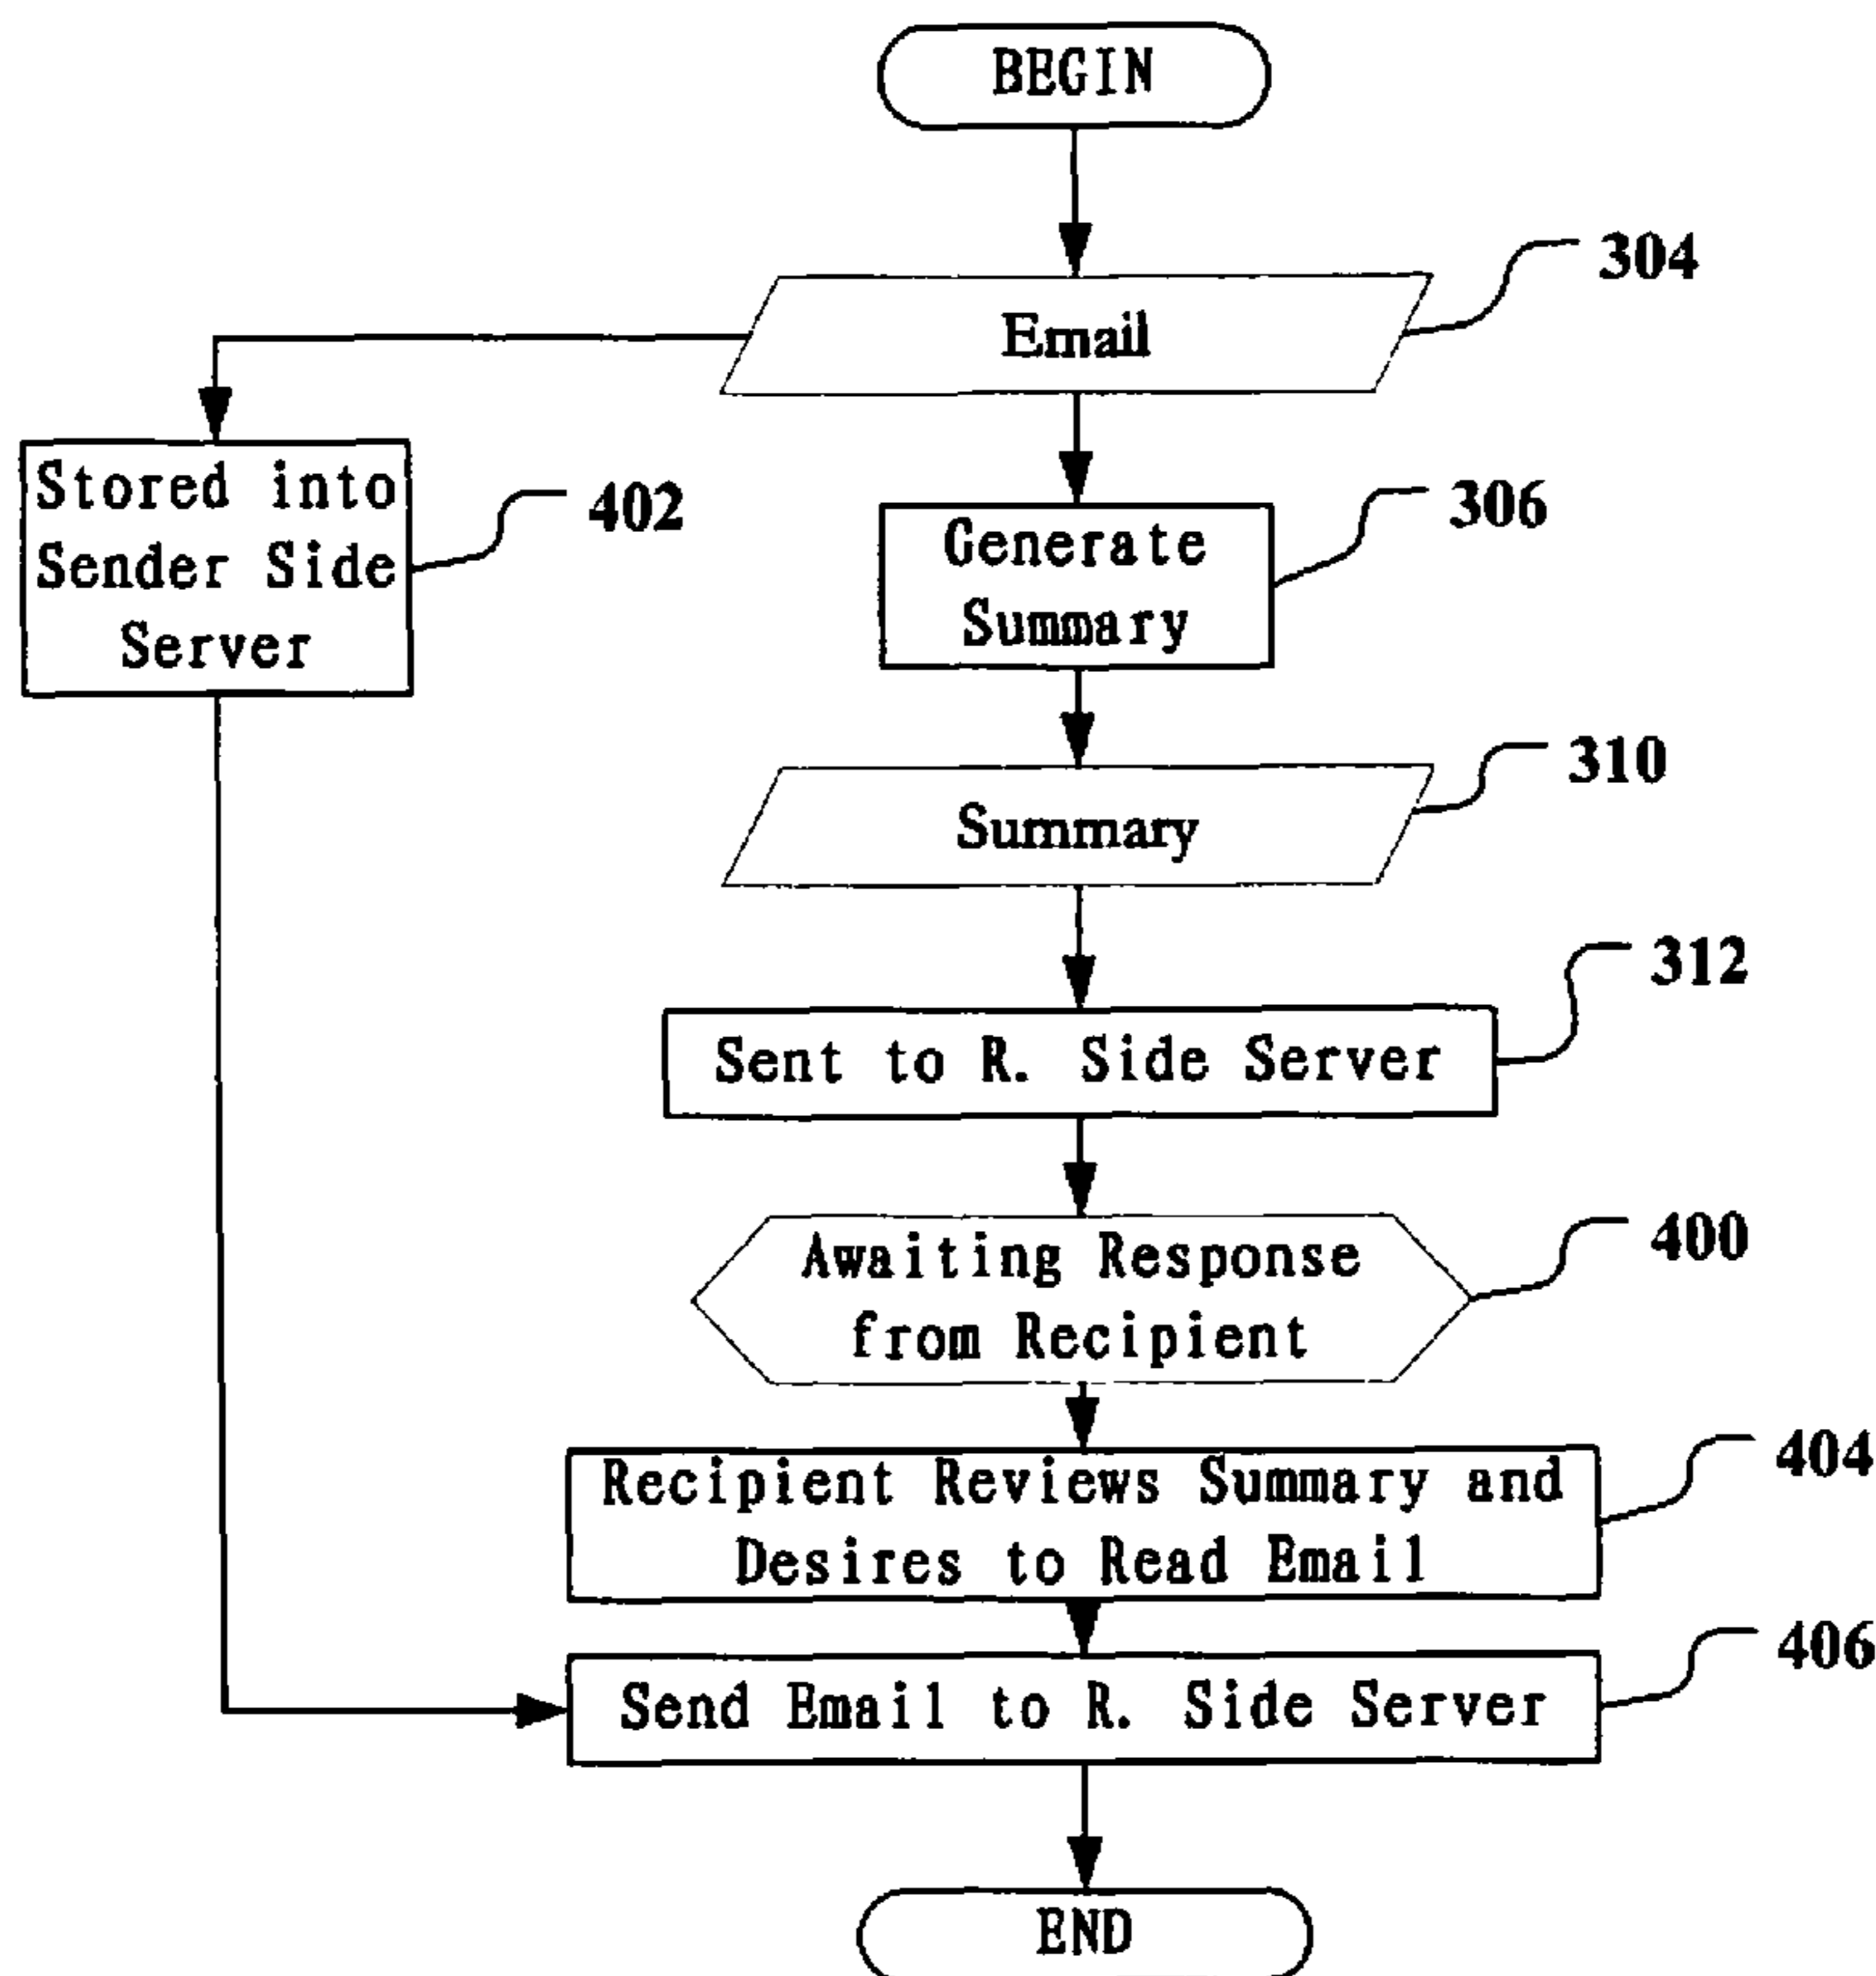 BEGIN
304
Email
Stored into
Sender Side
Server
402
306
Generate
Summary
310
Summary
312
Sent to R. Side Server
400
Awaiting Response
from Recipient
404
Recipient Reviews Summary and
Desires to Read Email
406
Send Email to R. Side Server
END